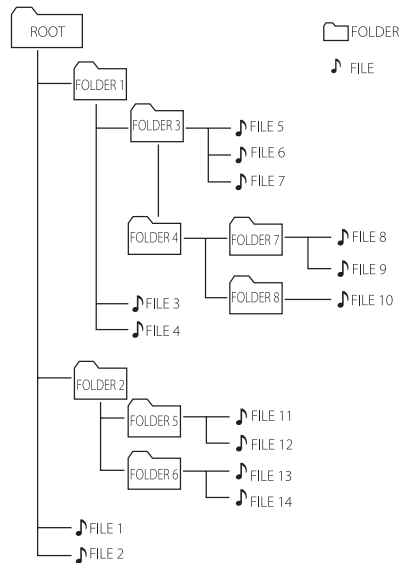 ROOT
FOLDER
FILE
FOLDER 1
FOLDER 3
FILE 5
FILE 6
FILE 7
FOLDER 4
FOLDER 7
FILE 8
FILE 9
FOLDER 8
FILE 10
FILE 3
FILE 4
FOLDER 2
FOLDER 5
FILE 11
FILE 12
FOLDER 6
FILE 13
FILE 14
FILE 1
FILE 2